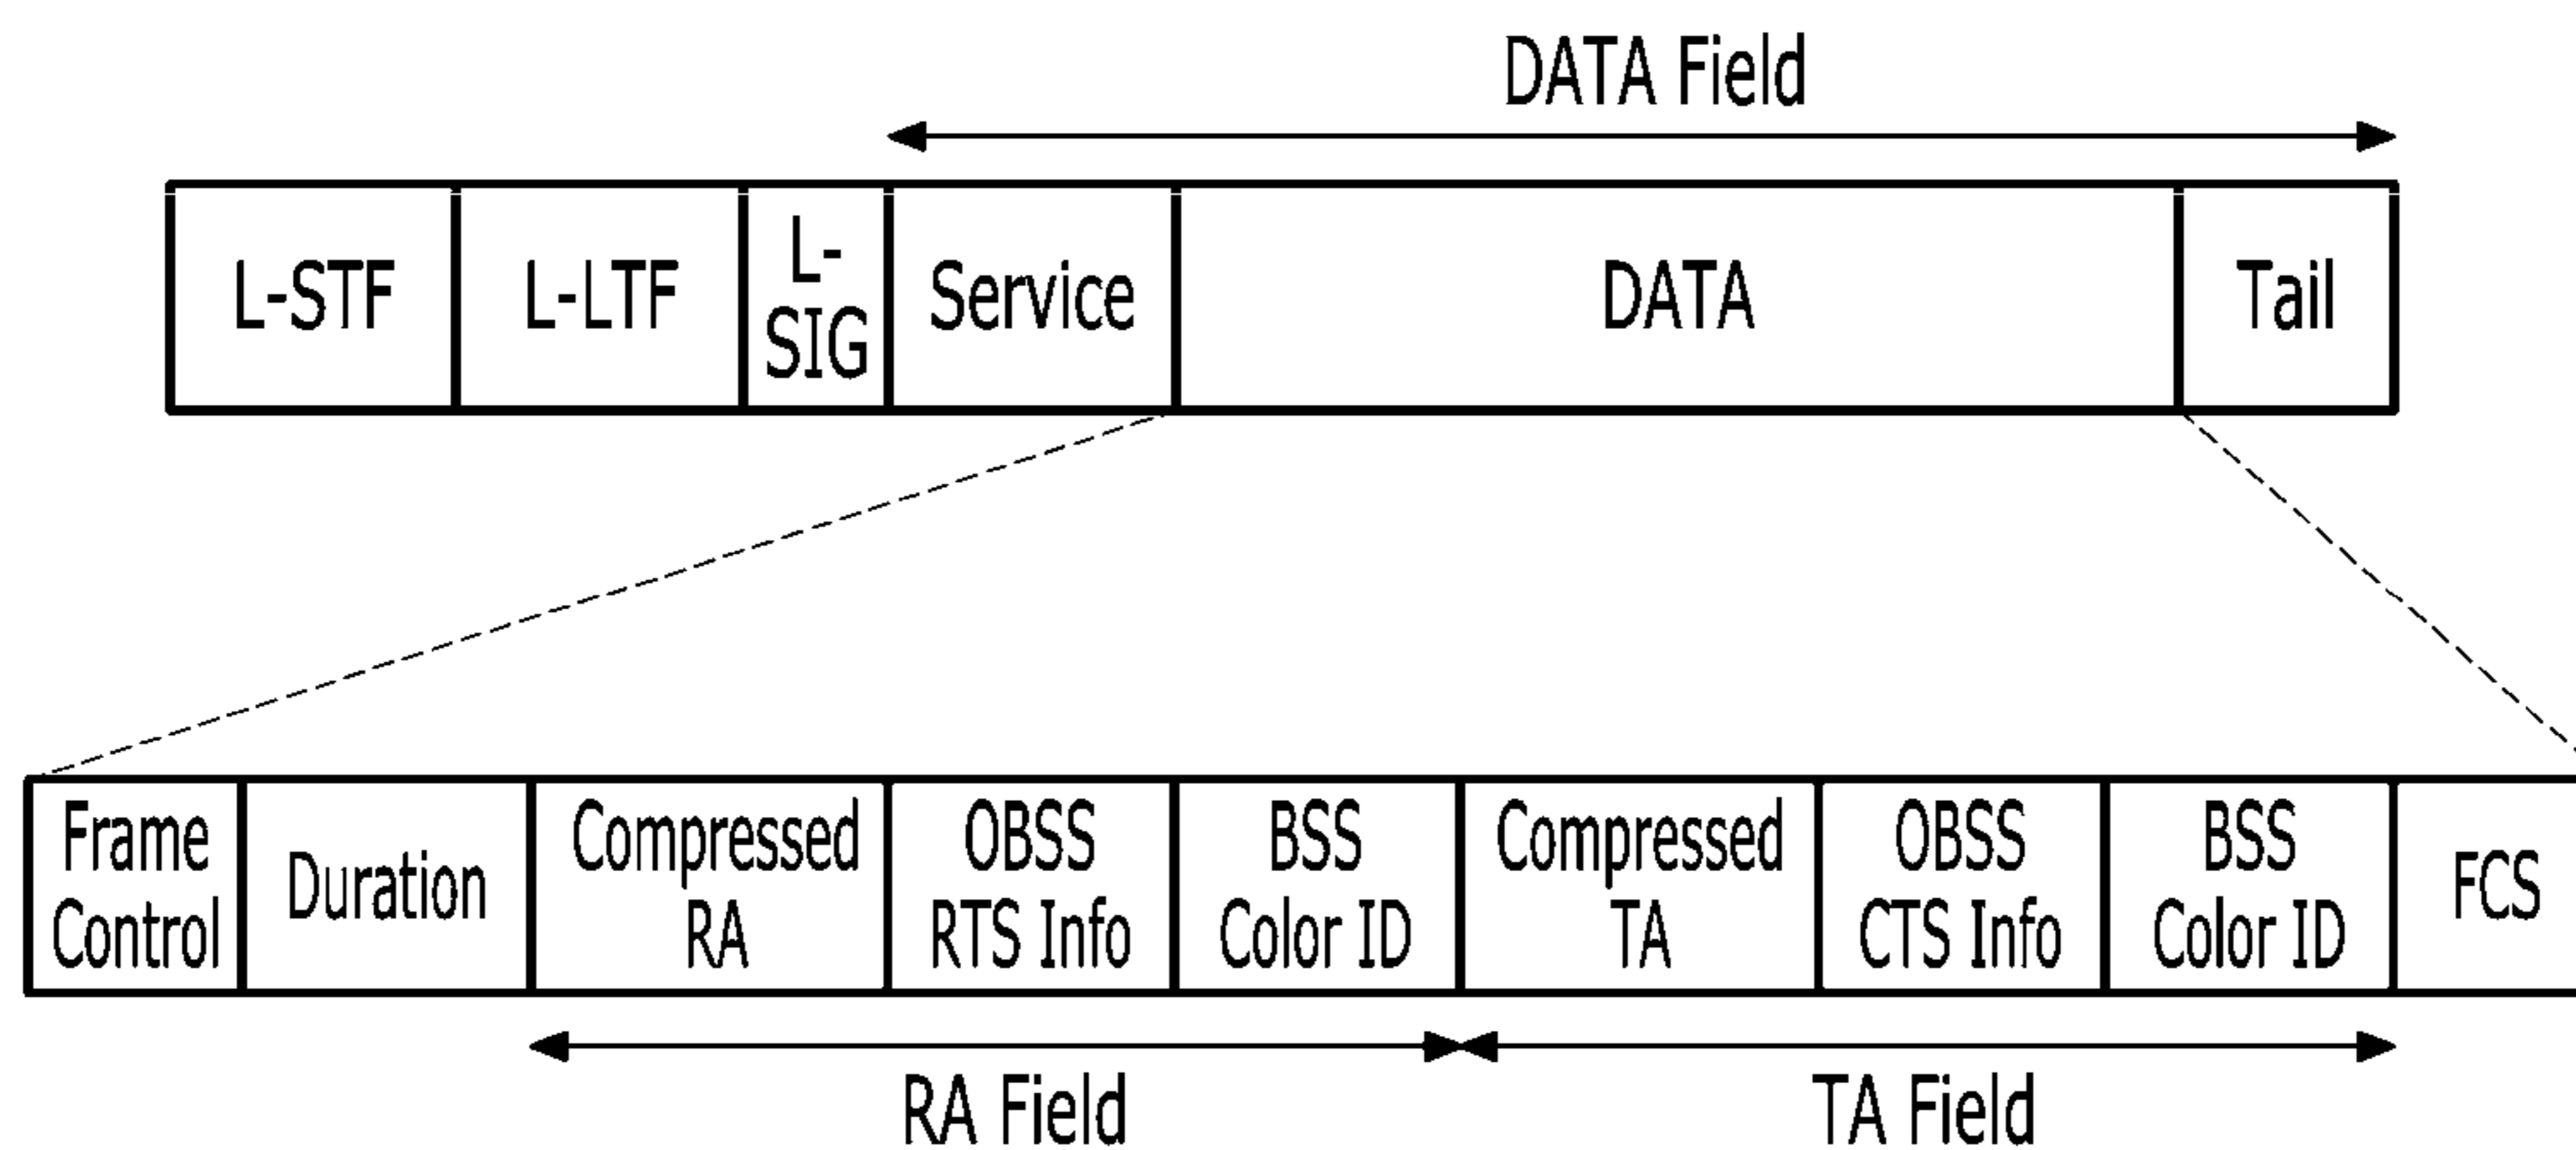 DATA Field
L-STF
L-LTF
L-
SIG
Service
DATA
Tail
Frame
Control
Duration
Compressed
RA
OBSS
RTS Info
BSS
Color ID
Compressed
TA
OBSS
CTS Info
BSS
Color ID
FCS
RA Field
TA Field